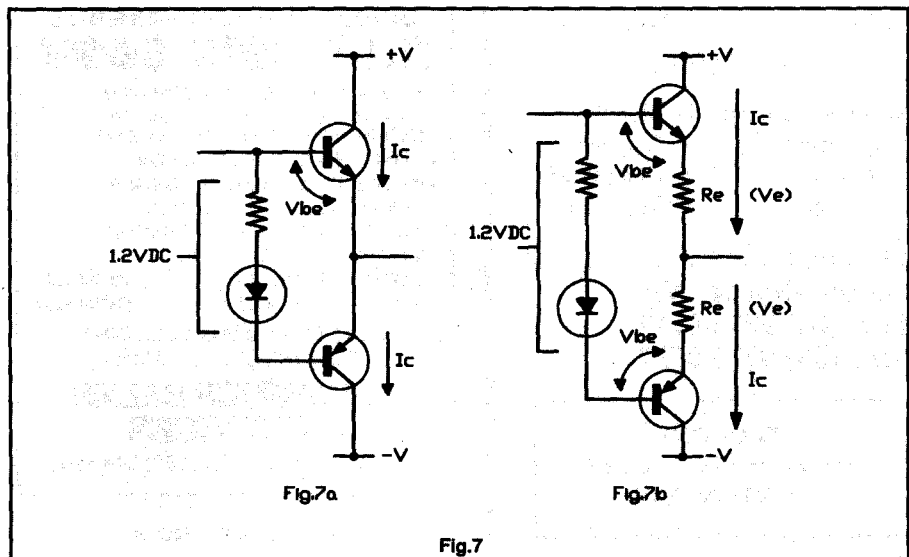 +V
Ic
Vbe
1.2VDC
Ic
-V
Fig.7a
+V
Ic
Vbe
Re (Ve)
1.2VDC
Re (Ve)
Vbe
Ic
-V
Fig.7b
Fig.7